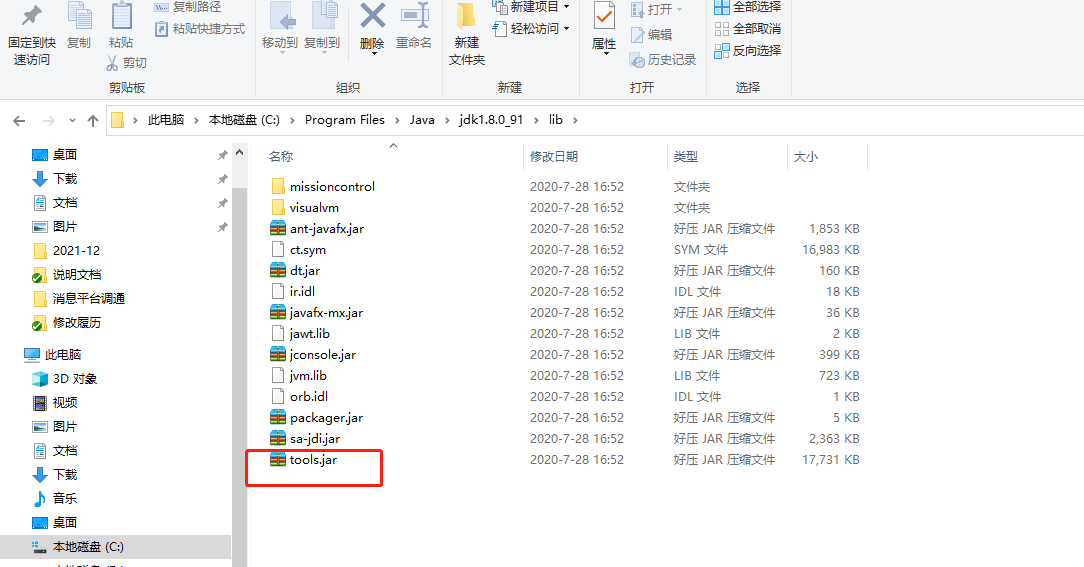 复制路径
粘贴快捷方式
固定到快速访问
复制
粘贴
剪切
剪贴板
移动到
复制到
删除
重命名
组织
新建项目
轻松访问
新建文件夹
新建
属性
打开
编辑
历史记录
打开
全部选择
全部取消
反向选择
选择
此电脑 > 本地磁盘 (C:) > Program Files > Java > jdk1.8.0_91 > lib >
桌面
下载
文档
图片
2021-12
说明文档
消息平台调通
修改履历
此电脑
3D 对象
视频
图片
文档
下载
音乐
桌面
本地磁盘 (C:)
名称 修改日期 类型 大小
missioncontrol 2020-7-28 16:52 文件夹
visualvm 2020-7-28 16:52 文件夹
ant-javafx.jar 2020-7-28 16:52 好压 JAR 压缩文件 1,853 KB
ct.sym 2020-7-28 16:52 SYM 文件 16,983 KB
dt.jar 2020-7-28 16:52 好压 JAR 压缩文件 160 KB
ir.idl 2020-7-28 16:52 IDL 文件 18 KB
javafx-mx.jar 2020-7-28 16:52 好压 JAR 压缩文件 36 KB
jawt.lib 2020-7-28 16:52 LIB 文件 2 KB
jconsole.jar 2020-7-28 16:52 好压 JAR 压缩文件 399 KB
jvm.lib 2020-7-28 16:52 LIB 文件 723 KB
orb.idl 2020-7-28 16:52 IDL 文件 1 KB
packager.jar 2020-7-28 16:52 好压 JAR 压缩文件 5 KB
sa-jdi.jar 2020-7-28 16:52 好压 JAR 压缩文件 2,363 KB
tools.jar 2020-7-28 16:52 好压 JAR 压缩文件 17,731 KB